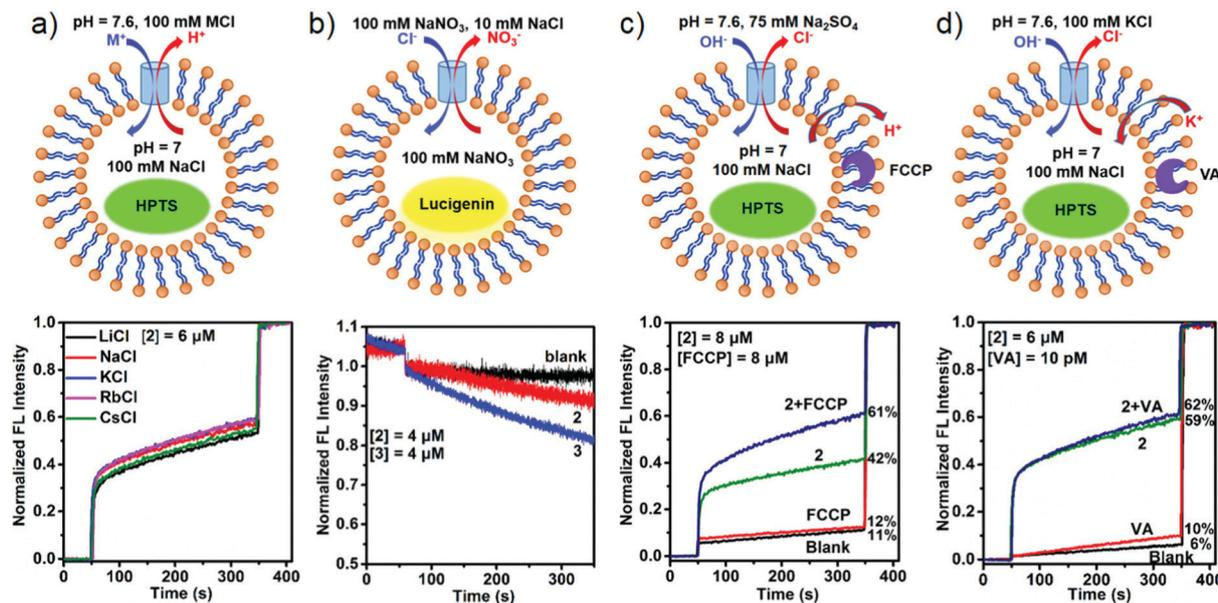 a)
pH = 7.6, 100 mM MCl
M⁺
H⁺
pH = 7
100 mM NaCl
HPTS
b)
100 mM NaNO₃, 10 mM NaCl
Cl⁻
NO₃⁻
100 mM NaNO₃
Lucigenin
c)
pH = 7.6, 75 mM Na₂SO₄
OH⁻
Cl⁻
H⁺
pH = 7
100 mM NaCl
FCCP
HPTS
d)
pH = 7.6, 100 mM KCl
OH⁻
Cl⁻
K⁺
pH = 7
100 mM NaCl
VA
HPTS
Normalized FL Intensity
1.0
0.8
0.6
0.4
0.2
0.0
LiCl [2] = 6 μM
NaCl
KCl
RbCl
CsCl
0 100 200 300 400
Time (s)
Normalized FL Intensity
1.1
1.0
0.9
0.8
0.7
0.6
0.5
blank
2
3
[2] = 4 μM
[3] = 4 μM
0 100 200 300
Time (s)
Normalized FL Intensity
1.0
0.8
0.6
0.4
0.2
0.0
[2] = 8 μM
[FCCP] = 8 μM
2+FCCP
61%
2
42%
FCCP
12%
11%
Blank
0 100 200 300 400
Time (s)
Normalized FL Intensity
1.0
0.8
0.6
0.4
0.2
0.0
[2] = 6 μM
[VA] = 10 pM
2+VA
62%
59%
2
VA
10%
6%
Blank
0 100 200 300 400
Time (s)